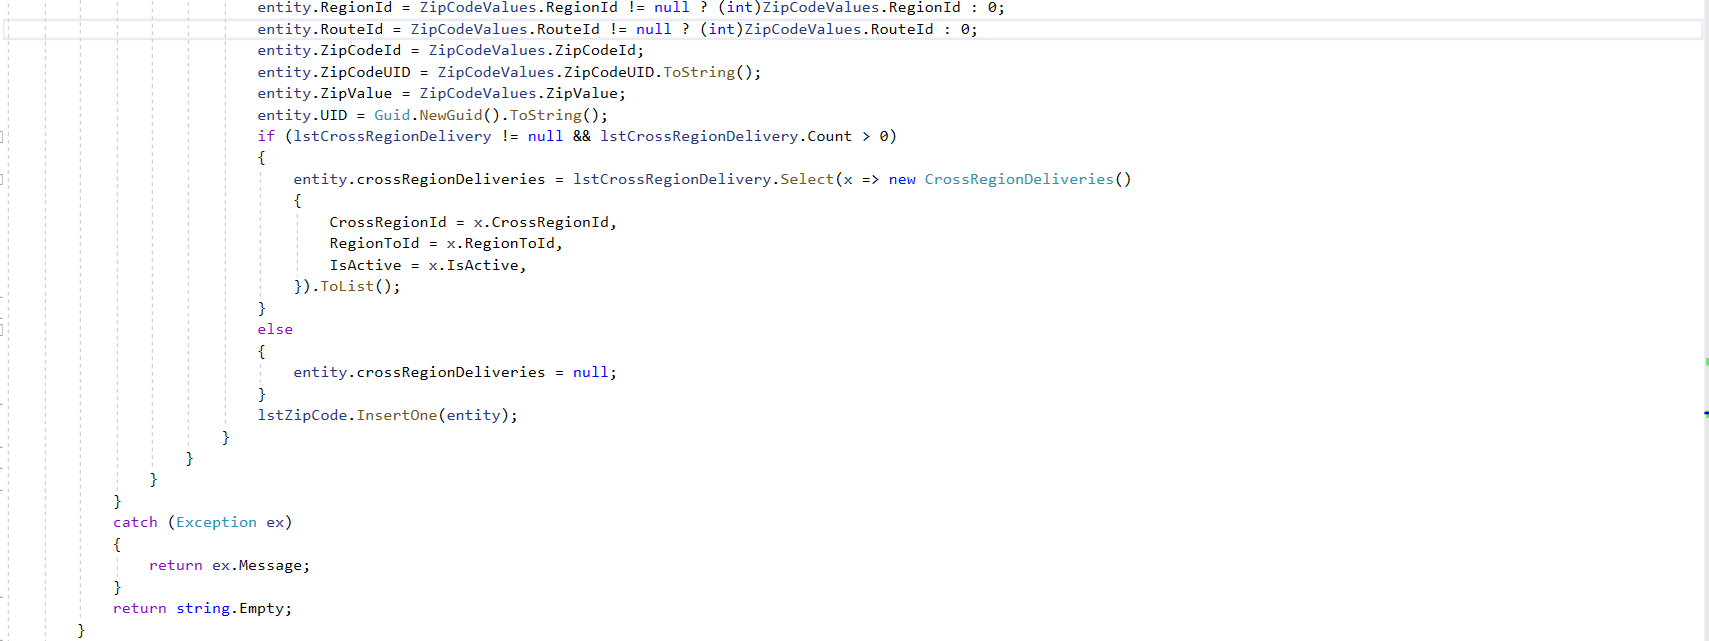 entity.RegionId = ZipCodeValues.RegionId != null ? (int)ZipCodeValues.RegionId : 0;
entity.RouteId = ZipCodeValues.RouteId != null ? (int)ZipCodeValues.RouteId : 0;
entity.ZipCodeId = ZipCodeValues.ZipCodeId;
entity.ZipCodeUID = ZipCodeValues.ZipCodeUID.ToString();
entity.ZipValue = ZipCodeValues.ZipValue;
entity.UID = Guid.NewGuid().ToString();
if (lstCrossRegionDelivery != null && lstCrossRegionDelivery.Count > 0)
{
entity.crossRegionDeliveries = lstCrossRegionDelivery.Select(x => new CrossRegionDeliveries()
{
CrossRegionId = x.CrossRegionId,
RegionToId = x.RegionToId,
IsActive = x.IsActive,
}).ToList();
}
else
{
entity.crossRegionDeliveries = null;
}
lstZipCode.InsertOne(entity);
}
}
}
}
catch (Exception ex)
{
return ex.Message;
}
return string.Empty;
}